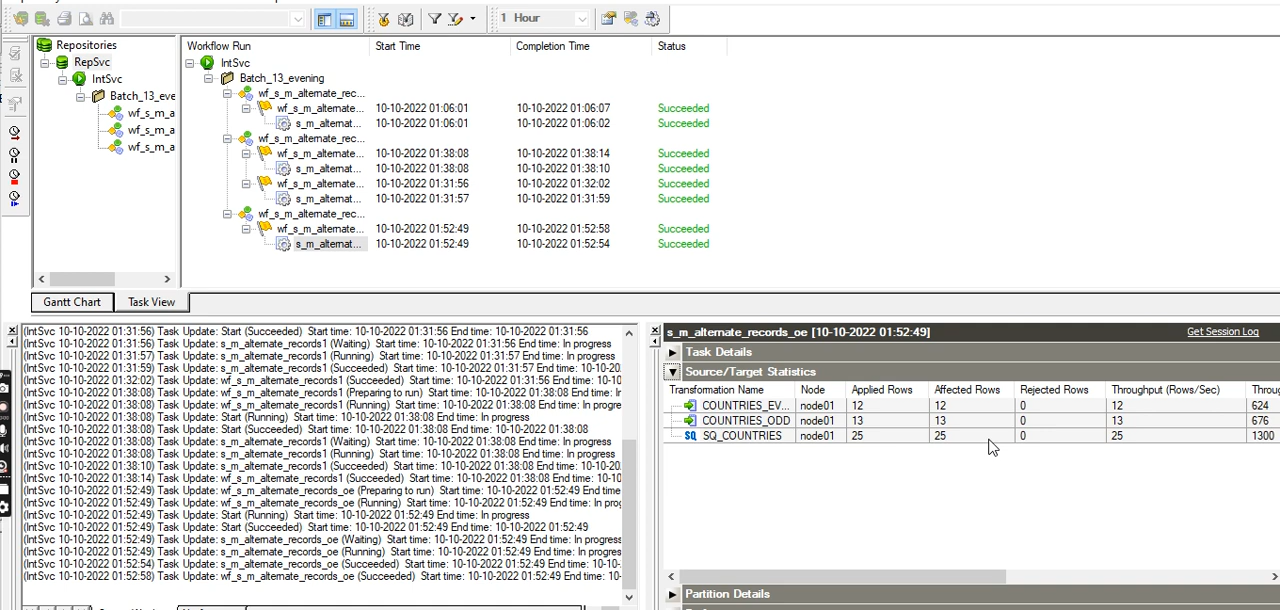 1 Hour
Repositories
RepSvc
IntSvc
Batch_13_eve
wf_s_m_a
wf_s_m_a
wf_s_m_a
Workflow Run Start Time Completion Time Status
IntSvc
Batch_13_evening
wf_s_m_alternate_rec...
wf_s_m_alternate... 10-10-2022 01:06:01 10-10-2022 01:06:07 Succeeded
s_m_alternat... 10-10-2022 01:06:01 10-10-2022 01:06:02 Succeeded
wf_s_m_alternate_rec...
wf_s_m_alternate... 10-10-2022 01:38:08 10-10-2022 01:38:14 Succeeded
s_m_alternat... 10-10-2022 01:38:08 10-10-2022 01:38:10 Succeeded
wf_s_m_alternate... 10-10-2022 01:31:56 10-10-2022 01:32:02 Succeeded
s_m_alternat... 10-10-2022 01:31:57 10-10-2022 01:31:59 Succeeded
wf_s_m_alternate_rec...
wf_s_m_alternate... 10-10-2022 01:52:49 10-10-2022 01:52:58 Succeeded
s_m_alternat... 10-10-2022 01:52:49 10-10-2022 01:52:54 Succeeded
Gantt Chart Task View
(IntSvc 10-10-2022 01:31:56) Task Update: Start (Succeeded) Start time: 10-10-2022 01:31:56 End time: 10-10-2022 01:31:56
(IntSvc 10-10-2022 01:31:56) Task Update: s_m_alternate_records1 (Waiting) Start time: 10-10-2022 01:31:56 End time: In progress
(IntSvc 10-10-2022 01:31:57) Task Update: s_m_alternate_records1 (Running) Start time: 10-10-2022 01:31:57 End time: In progress
(IntSvc 10-10-2022 01:31:59) Task Update: s_m_alternate_records1 (Succeeded) Start time: 10-10-2022 01:31:57 End time: 10-10-20
(IntSvc 10-10-2022 01:32:02) Task Update: wf_s_m_alternate_records1 (Succeeded) Start time: 10-10-2022 01:31:56 End time: 10-1
(IntSvc 10-10-2022 01:38:08) Task Update: wf_s_m_alternate_records1 (Preparing to run) Start time: 10-10-2022 01:38:08 End time:
(IntSvc 10-10-2022 01:38:08) Task Update: wf_s_m_alternate_records1 (Running) Start time: 10-10-2022 01:38:08 End time: In progre
(IntSvc 10-10-2022 01:38:08) Task Update: Start (Running) Start time: 10-10-2022 01:38:08 End time: In progress
(IntSvc 10-10-2022 01:38:08) Task Update: Start (Succeeded) Start time: 10-10-2022 01:38:08 End time: 10-10-2022 01:38:08
(IntSvc 10-10-2022 01:38:08) Task Update: s_m_alternate_records1 (Waiting) Start time: 10-10-2022 01:38:08 End time: In progress
(IntSvc 10-10-2022 01:38:08) Task Update: s_m_alternate_records1 (Running) Start time: 10-10-2022 01:38:08 End time: In progress
(IntSvc 10-10-2022 01:38:10) Task Update: s_m_alternate_records1 (Succeeded) Start time: 10-10-2022 01:38:08 End time: 10-10-20
(IntSvc 10-10-2022 01:38:14) Task Update: wf_s_m_alternate_records1 (Succeeded) Start time: 10-10-2022 01:38:08 End time: 10-10
(IntSvc 10-10-2022 01:52:49) Task Update: wf_s_m_alternate_records_oe (Preparing to run) Start time: 10-10-2022 01:52:49 End time
(IntSvc 10-10-2022 01:52:49) Task Update: wf_s_m_alternate_records_oe (Running) Start time: 10-10-2022 01:52:49 End time: In prog
(IntSvc 10-10-2022 01:52:49) Task Update: Start (Running) Start time: 10-10-2022 01:52:49 End time: In progress
(IntSvc 10-10-2022 01:52:49) Task Update: Start (Succeeded) Start time: 10-10-2022 01:52:49 End time: 10-10-2022 01:52:49
(IntSvc 10-10-2022 01:52:49) Task Update: s_m_alternate_records_oe (Waiting) Start time: 10-10-2022 01:52:49 End time: In progress
(IntSvc 10-10-2022 01:52:49) Task Update: s_m_alternate_records_oe (Running) Start time: 10-10-2022 01:52:49 End time: In progress
(IntSvc 10-10-2022 01:52:54) Task Update: s_m_alternate_records_oe (Succeeded) Start time: 10-10-2022 01:52:49 End time: 10-10-2
(IntSvc 10-10-2022 01:52:58) Task Update: wf_s_m_alternate_records_oe (Succeeded) Start time: 10-10-2022 01:52:49 End time: 10-
s_m_alternate_records_oe [10-10-2022 01:52:49] Get Session Log
Task Details
Source/Target Statistics
Transformation Name Node Applied Rows Affected Rows Rejected Rows Throughput (Rows/Sec) Throu
COUNTRIES_EV... node01 12 12 0 12 624
COUNTRIES_ODD node01 13 13 0 13 676
SQ SQ_COUNTRIES node01 25 25 0 25 1300
Partition Details